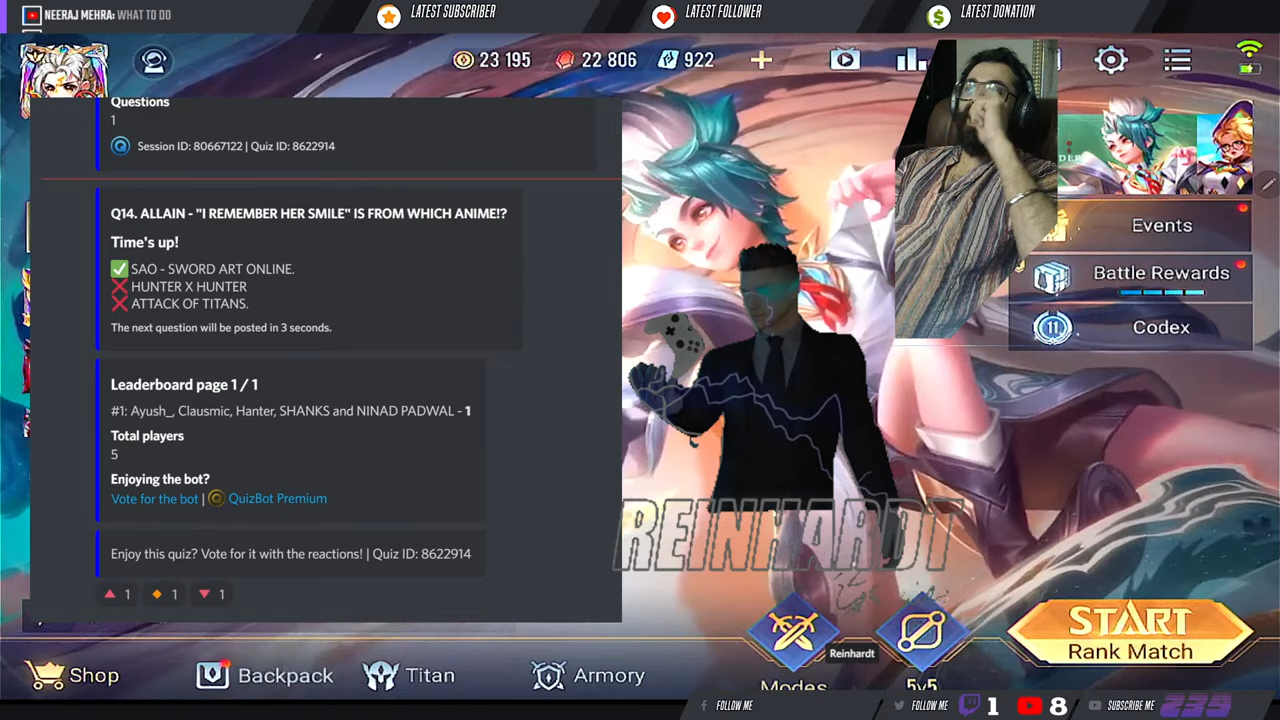 NEERAJ MEHRA: WHAT TO DO
LATEST SUBSCRIBER
LATEST FOLLOWER
LATEST DONATION
23 195
22 806
922
Questions
1
Session ID: 80667122 | Quiz ID: 8622914
Q14. ALLAIN - "I REMEMBER HER SMILE" IS FROM WHICH ANIME!?
Time's up!
SAO - SWORD ART ONLINE.
HUNTER X HUNTER
ATTACK OF TITANS.
The next question will be posted in 3 seconds.
Leaderboard page 1 / 1
#1: Ayush_, Clausmic, Hanter, SHANKS and NINAD PADWAL - 1
Total players
5
Enjoying the bot?
Vote for the bot | QuizBot Premium
Enjoy this quiz? Vote for it with the reactions! | Quiz ID: 8622914
1
1
1
Events
Battle Rewards
11
Codex
REINHARDT
START
Rank Match
Reinhardt
Modes
5v5
Shop
Backpack
Titan
Armory
FOLLOW ME
FOLLOW ME
1
8
SUBSCRIBE ME
239